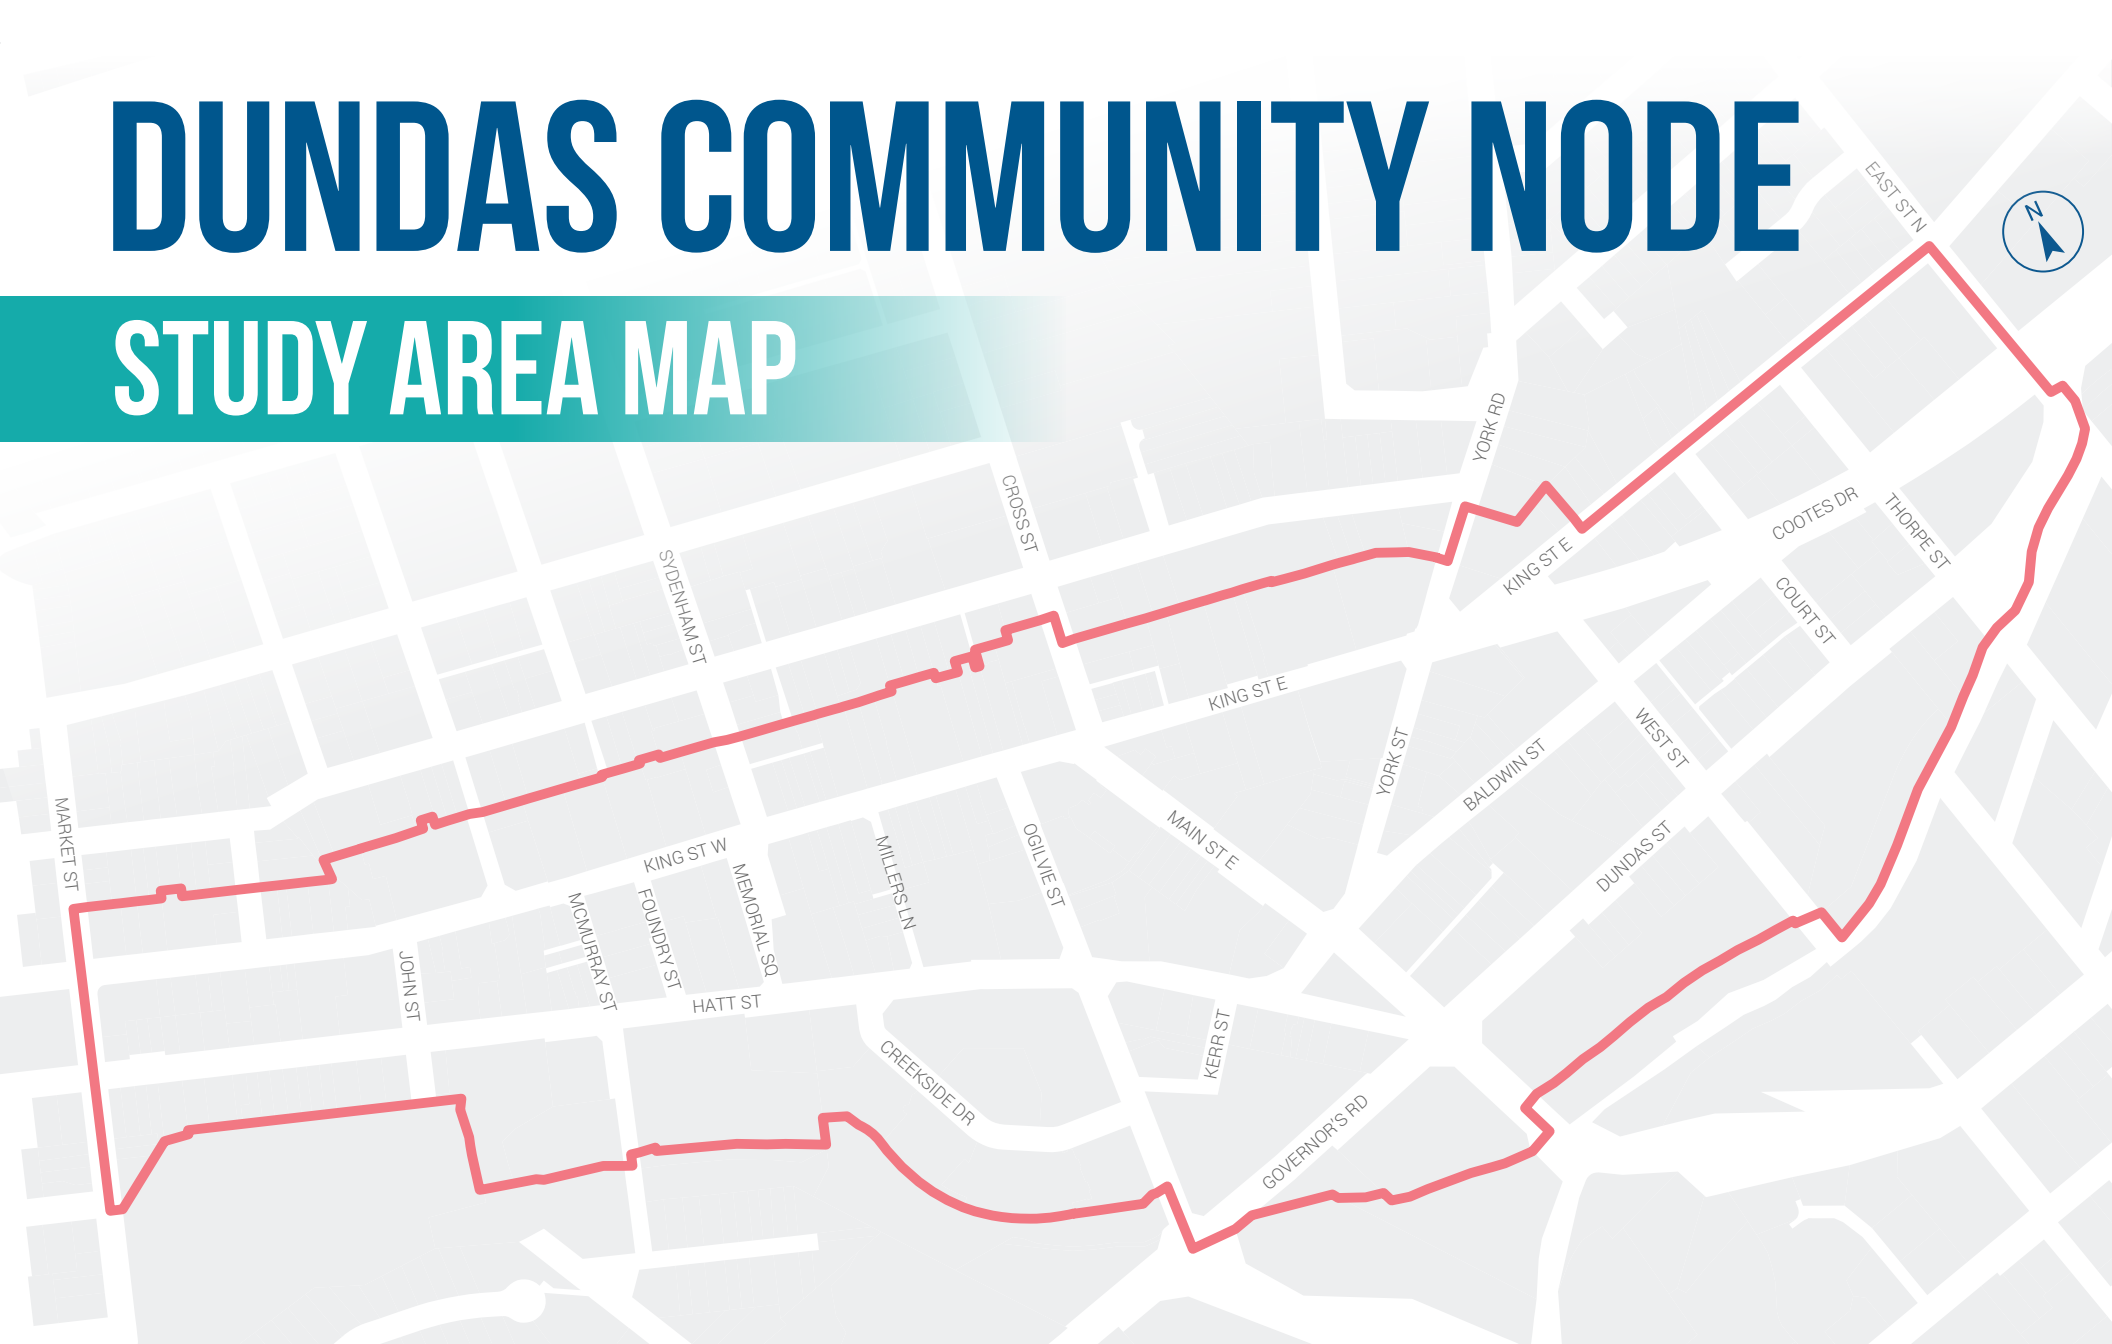 DUNDAS COMMUNITY NODE
STUDY AREA MAP
EAST ST N
N
YORK RD
CROSS ST
KING ST E
COOTES DR
THORPE ST
SYDENHAM ST
COURT ST
KING ST E
WEST ST
YORK ST
BALDWIN ST
MARKET ST
KING ST W
MAIN ST E
OGILVIE ST
MILLERS LN
DUNDAS ST
MEMORIAL SQ
FOUNDRY ST
MCMURRAY ST
JOHN ST
HATT ST
KERR ST
CREEKSIDE DR
GOVERNOR'S RD